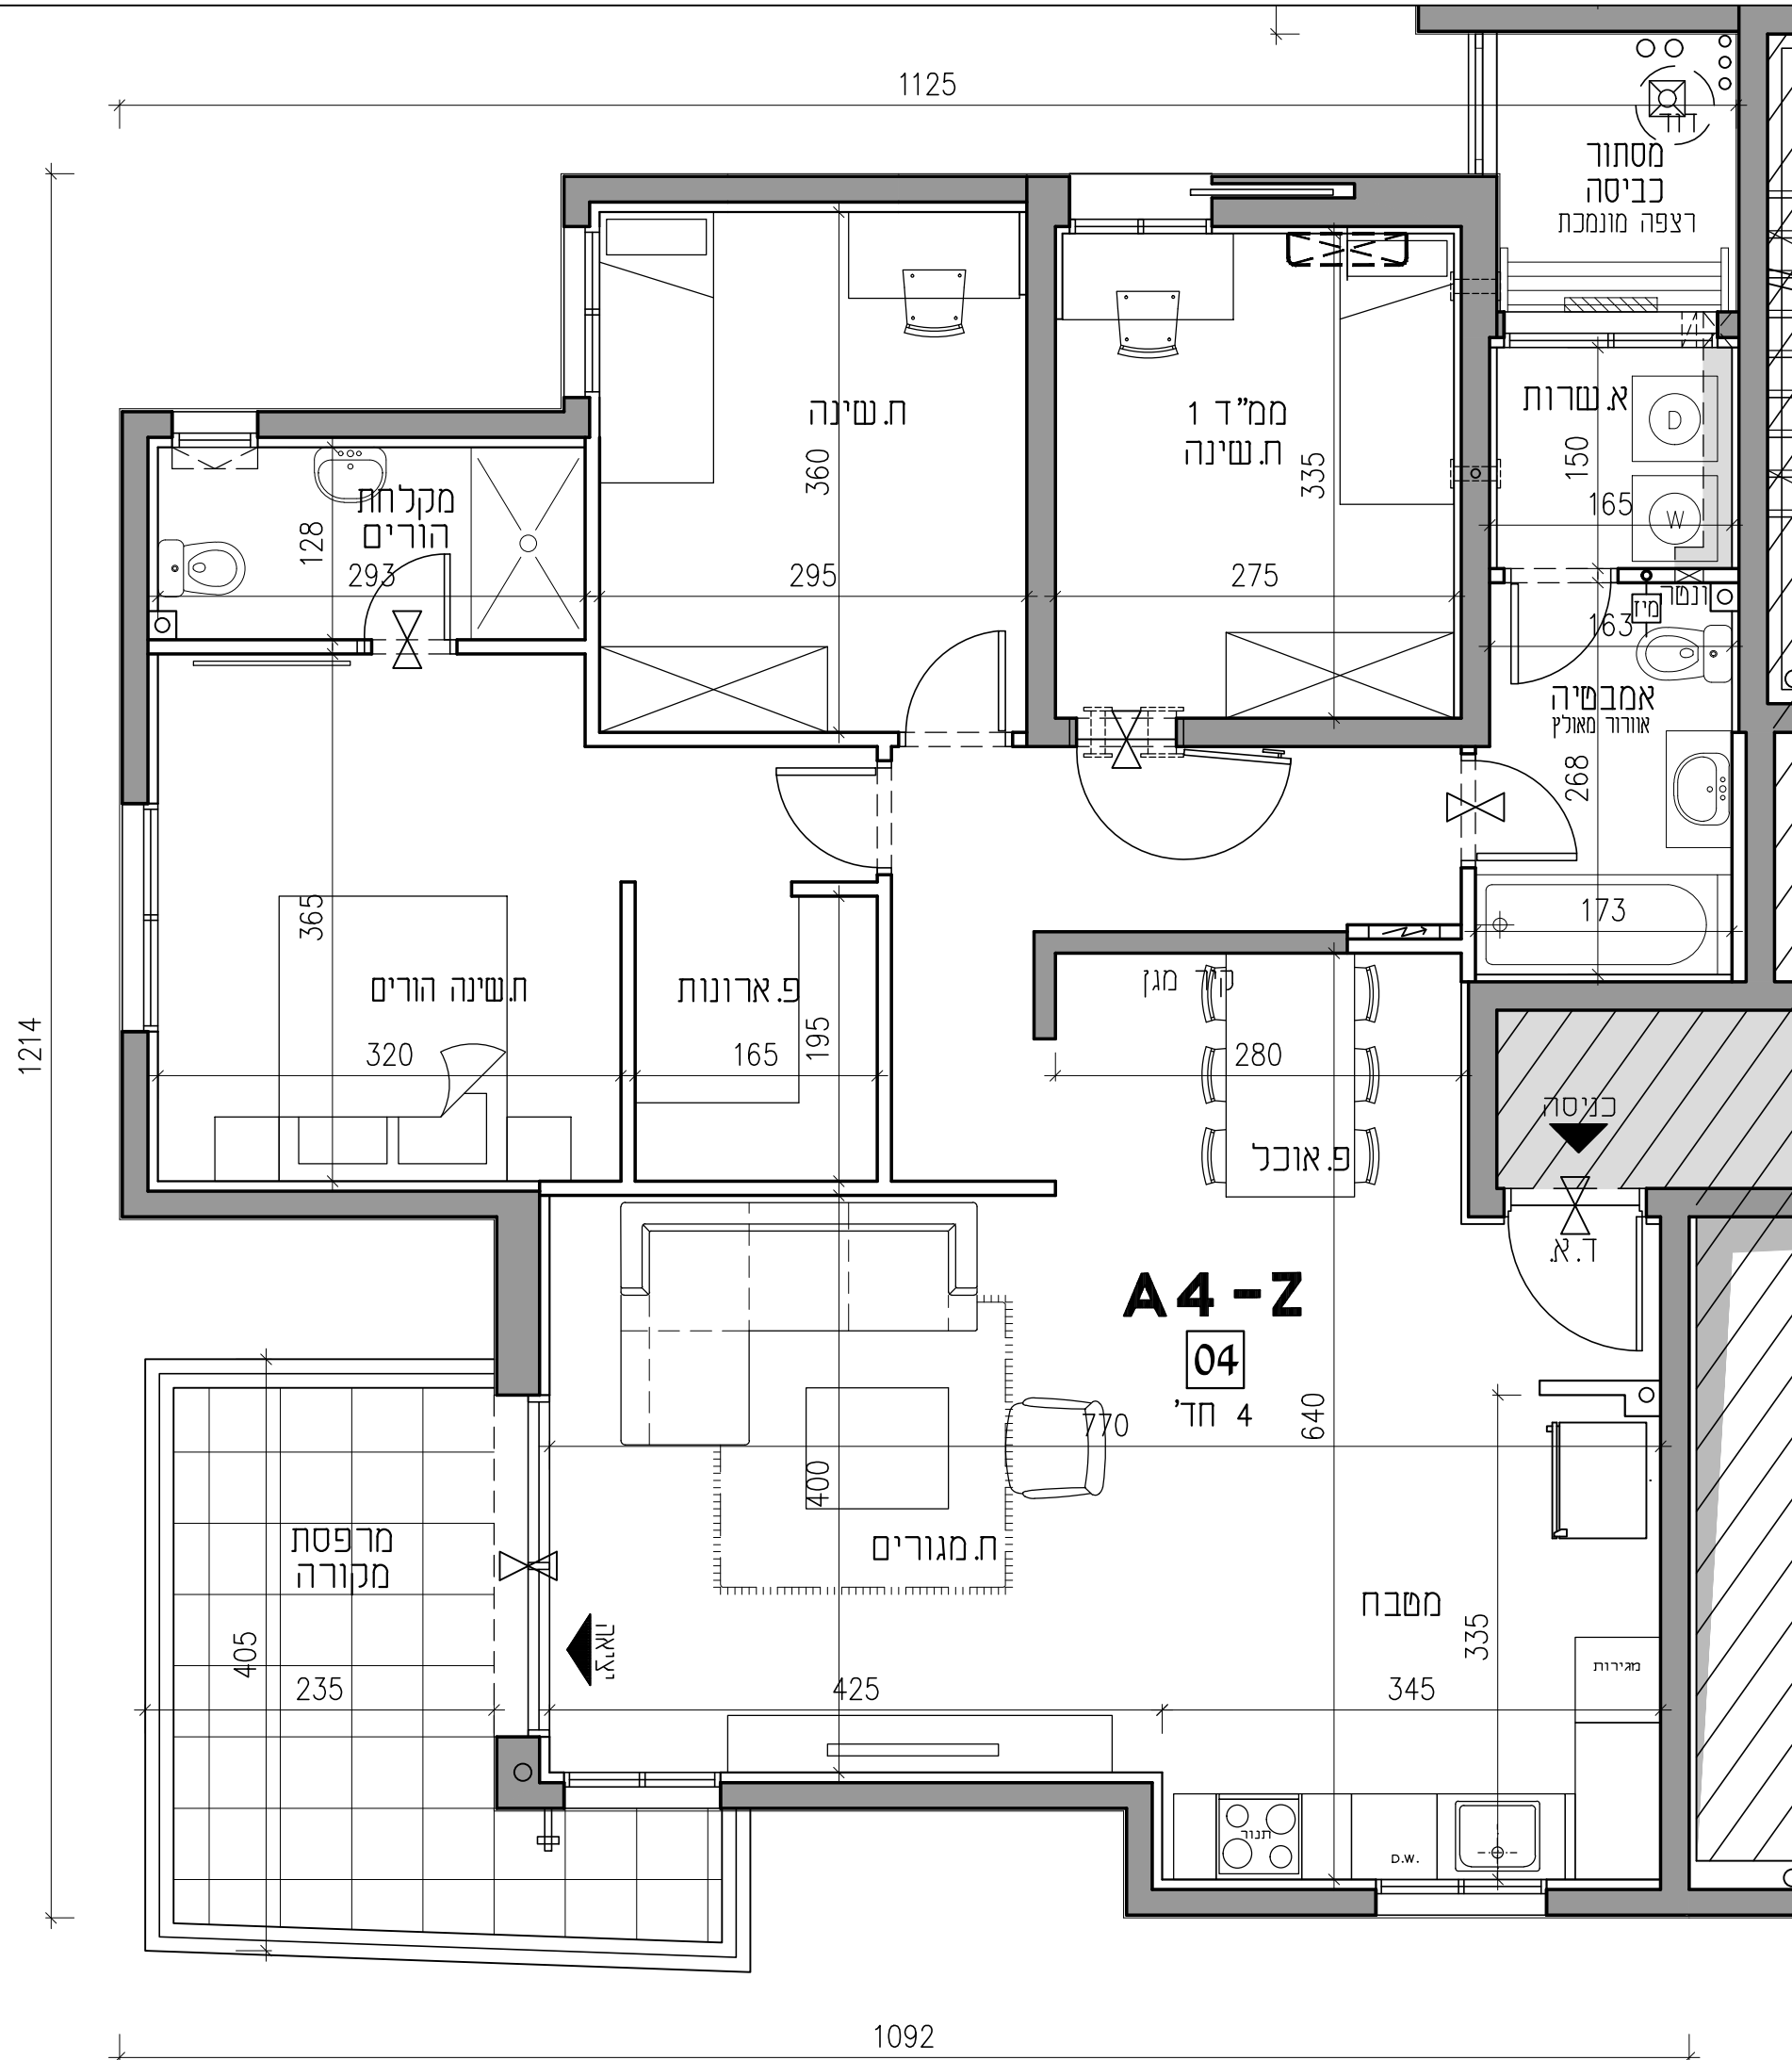 1125
דוד
מסתור
כביסה
רצפה מונמכת
ח.שינה
360
295
ממ"ד 1
ח.שינה
335
275
א.שרות
D
150
165
W
מקלחת
הורים
128
293
ונטה
מיז
163
אמבטיה
אוורור מאולץ
268
173
365
ח.שינה הורים
320
פ.ארונות
195
165
קיר מגן
280
פ.אוכל
כניסה
ד.א.
1214
A4-Z
04
4 חד'
770
640
400
ח.מגורים
מרפסת
מקורה
405
235
יציאה
425
מטבח
335
345
מגירות
תנור
D.W.
1092